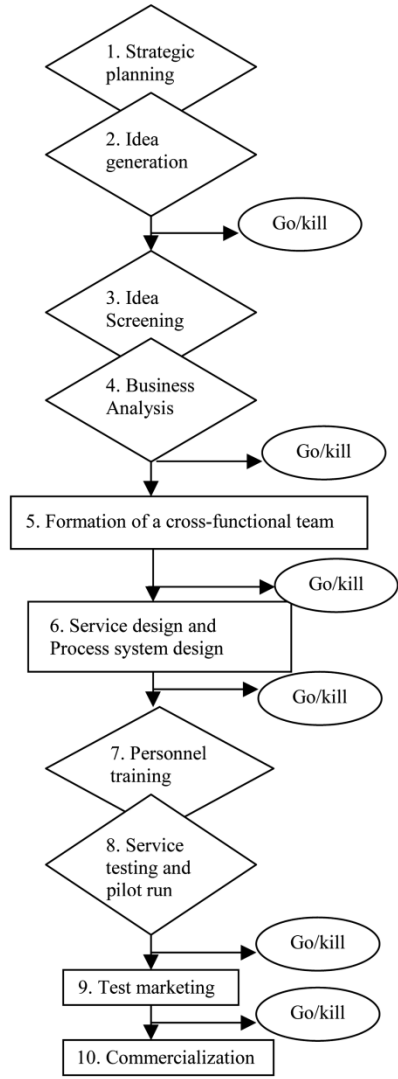 1. Strategic
planning
2. Idea
generation
Go/kill
3. Idea
Screening
4. Business
Analysis
Go/kill
5. Formation of a cross-functional team
Go/kill
6. Service design and
Process system design
Go/kill
7. Personnel
training
8. Service
testing and
pilot run
Go/kill
9. Test marketing
Go/kill
10. Commercialization